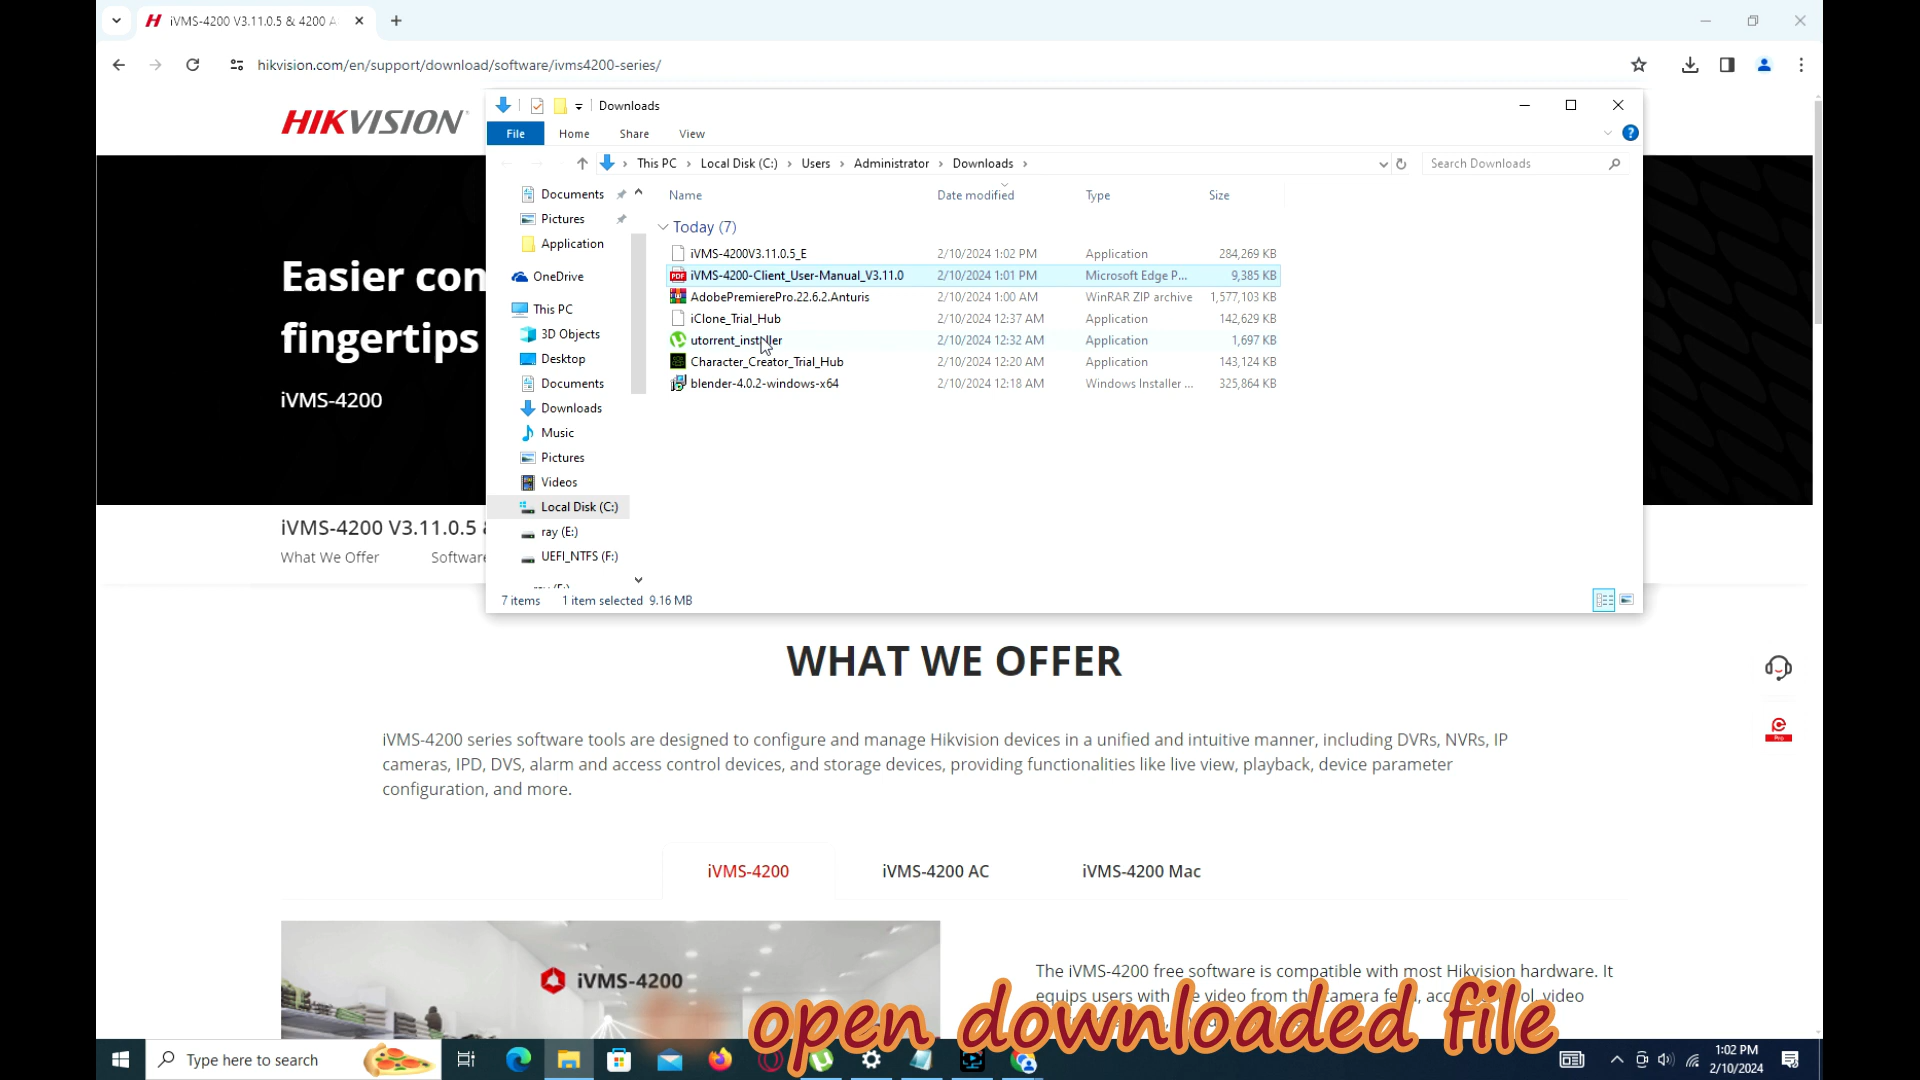 iVMS-4200 V3.11.0.5 & 4200 A
hikvision.com/en/support/download/software/ivms4200-series/
HIKVISION
Downloads
File Home Share View
This PC Local Disk (C:) Users Administrator Downloads
Search Downloads
Documents
Pictures
Application
OneDrive
This PC
3D Objects
Desktop
Documents
Downloads
Music
Pictures
Videos
Local Disk (C:)
ray (E:)
UEFI_NTFS (F:)
Name Date modified Type Size
Today (7)
iVMS-4200V3.11.0.5_E 2/10/2024 1:02 PM Application 284,269 KB
PDF iVMS-4200-Client_User-Manual_V3.11.0 2/10/2024 1:01 PM Microsoft Edge P... 9,385 KB
AdobePremierePro.22.6.2.Anturis 2/10/2024 1:00 AM WinRAR ZIP archive 1,577,103 KB
iClone_Trial_Hub 2/10/2024 12:37 AM Application 142,629 KB
utorrent_installer 2/10/2024 12:32 AM Application 1,697 KB
Character_Creator_Trial_Hub 2/10/2024 12:20 AM Application 143,124 KB
blender-4.0.2-windows-x64 2/10/2024 12:18 AM Windows Installer ... 325,864 KB
7 items 1 item selected 9.16 MB
Easier con
fingertips
iVMS-4200
iVMS-4200 V3.11.0.5 &
What We Offer Software
WHAT WE OFFER
iVMS-4200 series software tools are designed to configure and manage Hikvision devices in a unified and intuitive manner, including DVRs, NVRs, IP
cameras, IPD, DVS, alarm and access control devices, and storage devices, providing functionalities like live view, playback, device parameter
configuration, and more.
iVMS-4200 iVMS-4200 AC iVMS-4200 Mac
iVMS-4200
The iVMS-4200 free software is compatible with most Hikvision hardware. It
equips users with video from camera video
open downloaded file
Type here to search
1:02 PM
2/10/2024